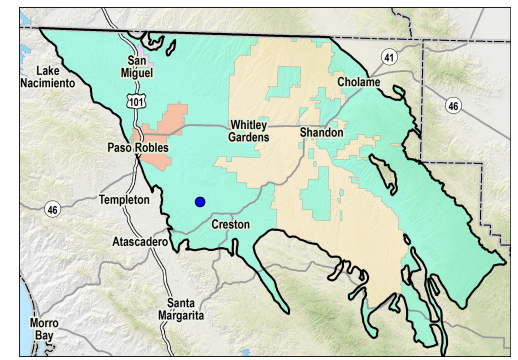 San
Miguel
Lake
Nacimiento
41
Cholame
101
46
Whitley
Gardens
Shandon
Paso Robles
Templeton
46
Creston
Atascadero
Santa
Margarita
Morro
Bay